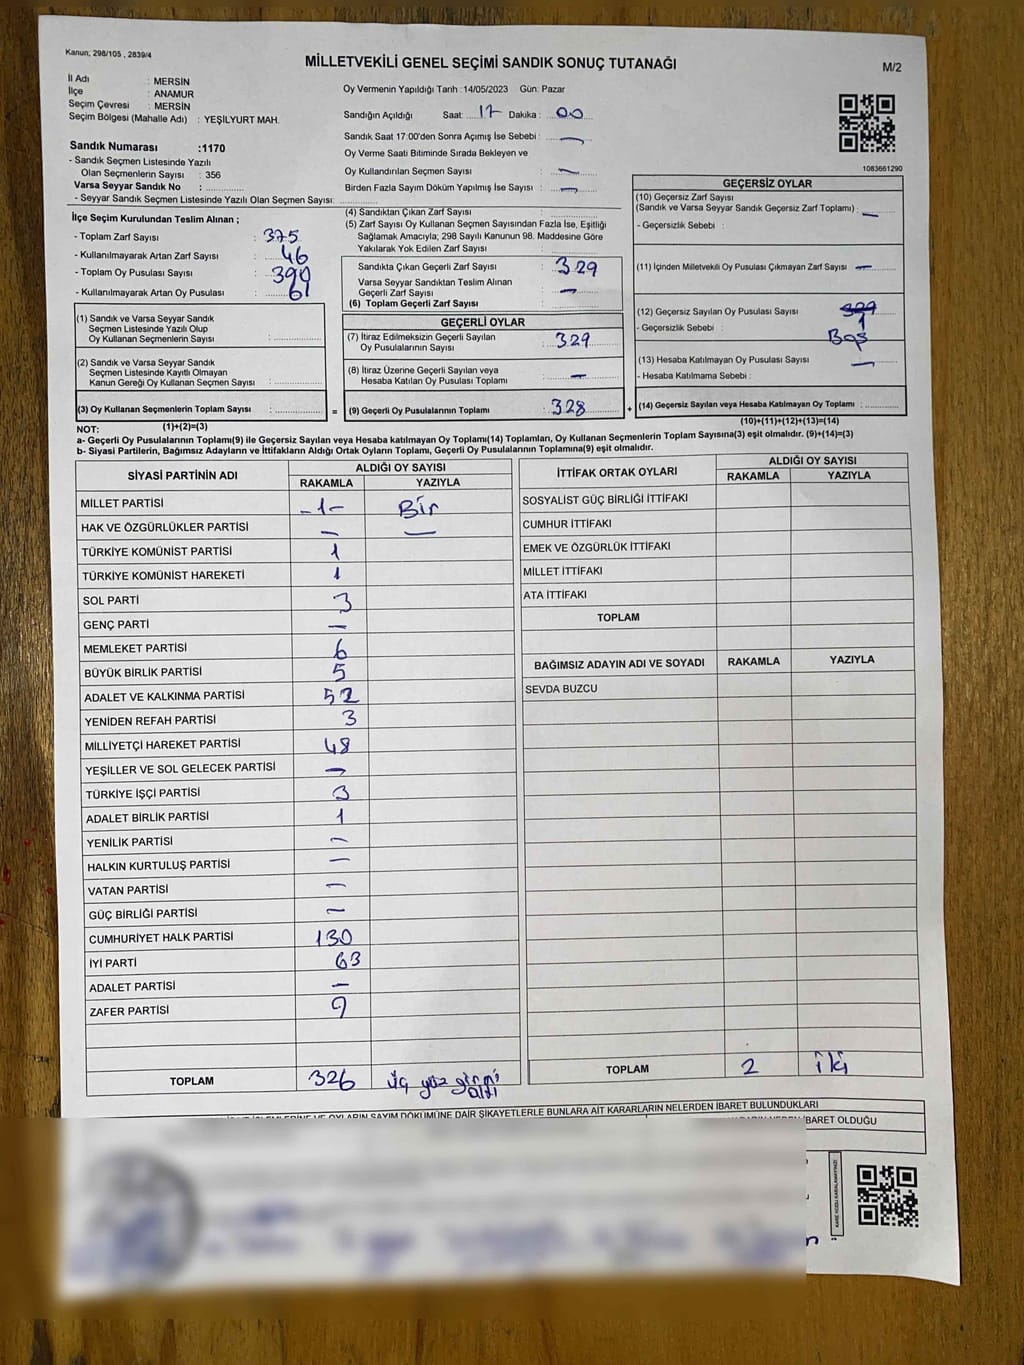 Kanun; 298/105 , 2839/4
MİLLETVEKİLİ GENEL SEÇİMİ SANDIK SONUÇ TUTANAĞI
M/2
İl Adı : MERSİN
İlçe : ANAMUR
Seçim Çevresi : MERSİN
Seçim Bölgesi (Mahalle Adı) : YEŞİLYURT MAH.
Oy Vermenin Yapıldığı Tarih :14/05/2023 Gün: Pazar
Sandığın Açıldığı Saat: 17 Dakika : 00
Sandık Saat 17:00'den Sonra Açımış İse Sebebi : —
Oy Verme Saati Bitiminde Sırada Bekleyen ve
Oy Kullandırılan Seçmen Sayısı : —
Birden Fazla Sayım Döküm Yapılmış İse Sayısı : —
1083661290
Sandık Numarası :1170
- Sandık Seçmen Listesinde Yazılı
Olan Seçmenlerin Sayısı : 356
Varsa Seyyar Sandık No :
- Seyyar Sandık Seçmen Listesinde Yazılı Olan Seçmen Sayısı:
İlçe Seçim Kurulundan Teslim Alınan ;
- Toplam Zarf Sayısı : 375
- Kullanılmayarak Artan Zarf Sayısı : 46
- Toplam Oy Pusulası Sayısı : 399
- Kullanılmayarak Artan Oy Pusulası : 61
(1) Sandık ve Varsa Seyyar Sandık
Seçmen Listesinde Yazılı Olup
Oy Kullanan Seçmenlerin Sayısı :
(2) Sandık ve Varsa Seyyar Sandık
Seçmen Listesinde Kayıtlı Olmayan
Kanun Gereği Oy Kullanan Seçmen Sayısı :
(3) Oy Kullanan Seçmenlerin Toplam Sayısı :
(1)+(2)=(3)
(4) Sandıktan Çıkan Zarf Sayısı :
(5) Zarf Sayısı Oy Kullanan Seçmen Sayısından Fazla İse, Eşitliği
Sağlamak Amacıyla; 298 Sayılı Kanunun 98. Maddesine Göre
Yakılarak Yok Edilen Zarf Sayısı :
Sandıkta Çıkan Geçerli Zarf Sayısı : 329
Varsa Seyyar Sandıktan Teslim Alınan
Geçerli Zarf Sayısı : —
(6) Toplam Geçerli Zarf Sayısı :
GEÇERLİ OYLAR
(7) İtiraz Edilmeksizin Geçerli Sayılan
Oy Pusulalarının Sayısı : 329
(8) İtiraz Üzerine Geçerli Sayılan veya
Hesaba Katılan Oy Pusulası Toplamı : —
= (9) Geçerli Oy Pusulalarının Toplamı : 328 +
GEÇERSİZ OYLAR
(10) Geçersiz Zarf Sayısı
(Sandık ve Varsa Seyyar Sandık Geçersiz Zarf Toplamı) : —
- Geçersizlik Sebebi :
(11) İçinden Milletvekili Oy Pusulası Çıkmayan Zarf Sayısı : —
(12) Geçersiz Sayılan Oy Pusulası Sayısı : 329
1
- Geçersizlik Sebebi : Boş
(13) Hesaba Katılmayan Oy Pusulası Sayısı : —
- Hesaba Katılmama Sebebi :
(14) Geçersiz Sayılan veya Hesaba Katılmayan Oy Toplamı :
(10)+(11)+(12)+(13)=(14)
NOT:
a- Geçerli Oy Pusulalarının Toplamı(9) ile Geçersiz Sayılan veya Hesaba katılmayan Oy Toplamı(14) Toplamları, Oy Kullanan Seçmenlerin Toplam Sayısına(3) eşit olmalıdır. (9)+(14)=(3)
b- Siyasi Partilerin, Bağımsız Adayların ve İttifakların Aldığı Ortak Oyların Toplamı, Geçerli Oy Pusulalarının Toplamına(9) eşit olmalıdır.
SİYASİ PARTİNİN ADI ALDIĞI OY SAYISI
RAKAMLA YAZIYLA
MİLLET PARTİSİ -1- Bir
HAK VE ÖZGÜRLÜKLER PARTİSİ — —
TÜRKİYE KOMÜNİST PARTİSİ 1
TÜRKİYE KOMÜNİST HAREKETİ 1
SOL PARTİ 3
GENÇ PARTİ —
MEMLEKET PARTİSİ 6
BÜYÜK BİRLİK PARTİSİ 5
ADALET VE KALKINMA PARTİSİ 52
YENİDEN REFAH PARTİSİ 3
MİLLİYETÇİ HAREKET PARTİSİ 48
YEŞİLLER VE SOL GELECEK PARTİSİ —
TÜRKİYE İŞÇİ PARTİSİ 3
ADALET BİRLİK PARTİSİ 1
YENİLİK PARTİSİ —
HALKIN KURTULUŞ PARTİSİ —
VATAN PARTİSİ —
GÜÇ BİRLİĞİ PARTİSİ —
CUMHURİYET HALK PARTİSİ 130
İYİ PARTİ 63
ADALET PARTİSİ —
ZAFER PARTİSİ 9
TOPLAM 326 üç yüz girmi altı
İTTİFAK ORTAK OYLARI ALDIĞI OY SAYISI
RAKAMLA YAZIYLA
SOSYALİST GÜÇ BİRLİĞİ İTTİFAKI
CUMHUR İTTİFAKI
EMEK VE ÖZGÜRLÜK İTTİFAKI
MİLLET İTTİFAKI
ATA İTTİFAKI
TOPLAM
BAĞIMSIZ ADAYIN ADI VE SOYADI RAKAMLA YAZIYLA
SEVDA BUZCU
TOPLAM 2 iki
OYLARIN SAYIM DÖKÜMÜNE DAİR ŞİKAYETLERLE BUNLARA AİT KARARLARIN NELERDEN İBARET BULUNDUKLARI
İBARET OLDUĞU